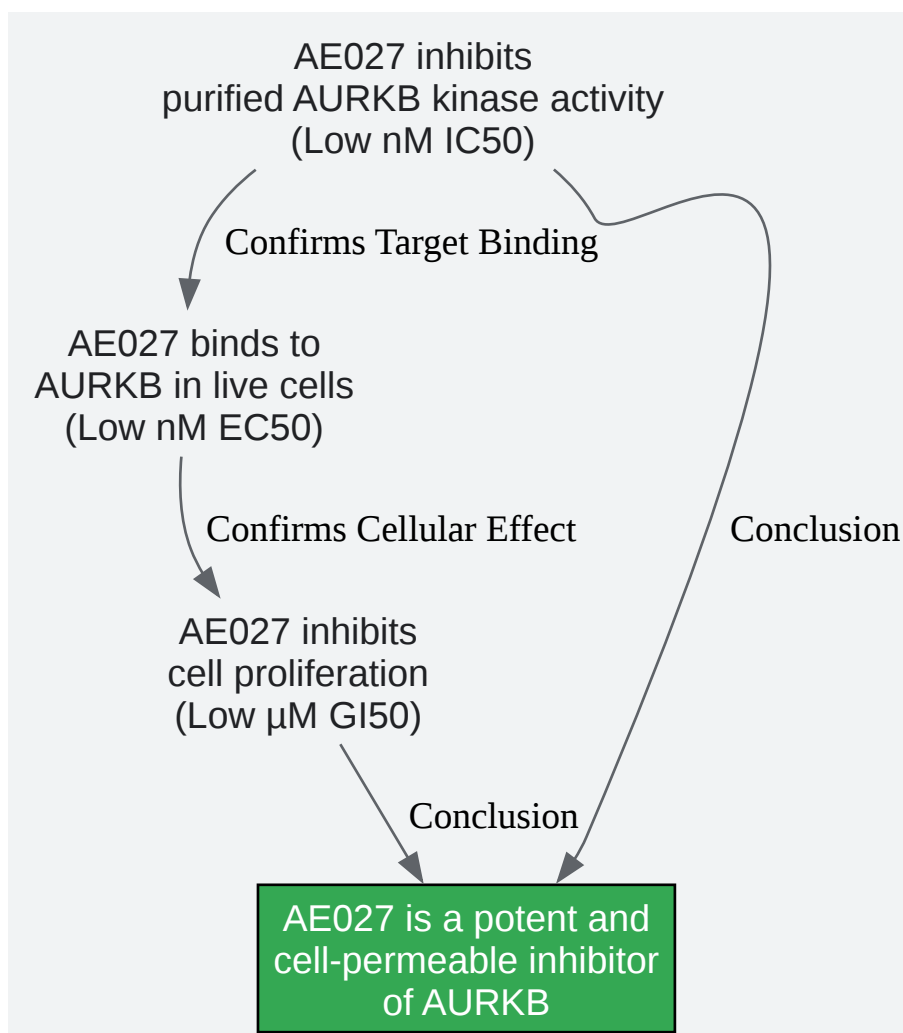 AE027 inhibits
purified AURKB kinase activity
(Low nM IC50)
Confirms Target Binding
AE027 binds to
AURKB in live cells
(Low nM EC50)
Confirms Cellular Effect
Conclusion
AE027 inhibits
cell proliferation
(Low µM GI50)
Conclusion
AE027 is a potent and
cell-permeable inhibitor
of AURKB